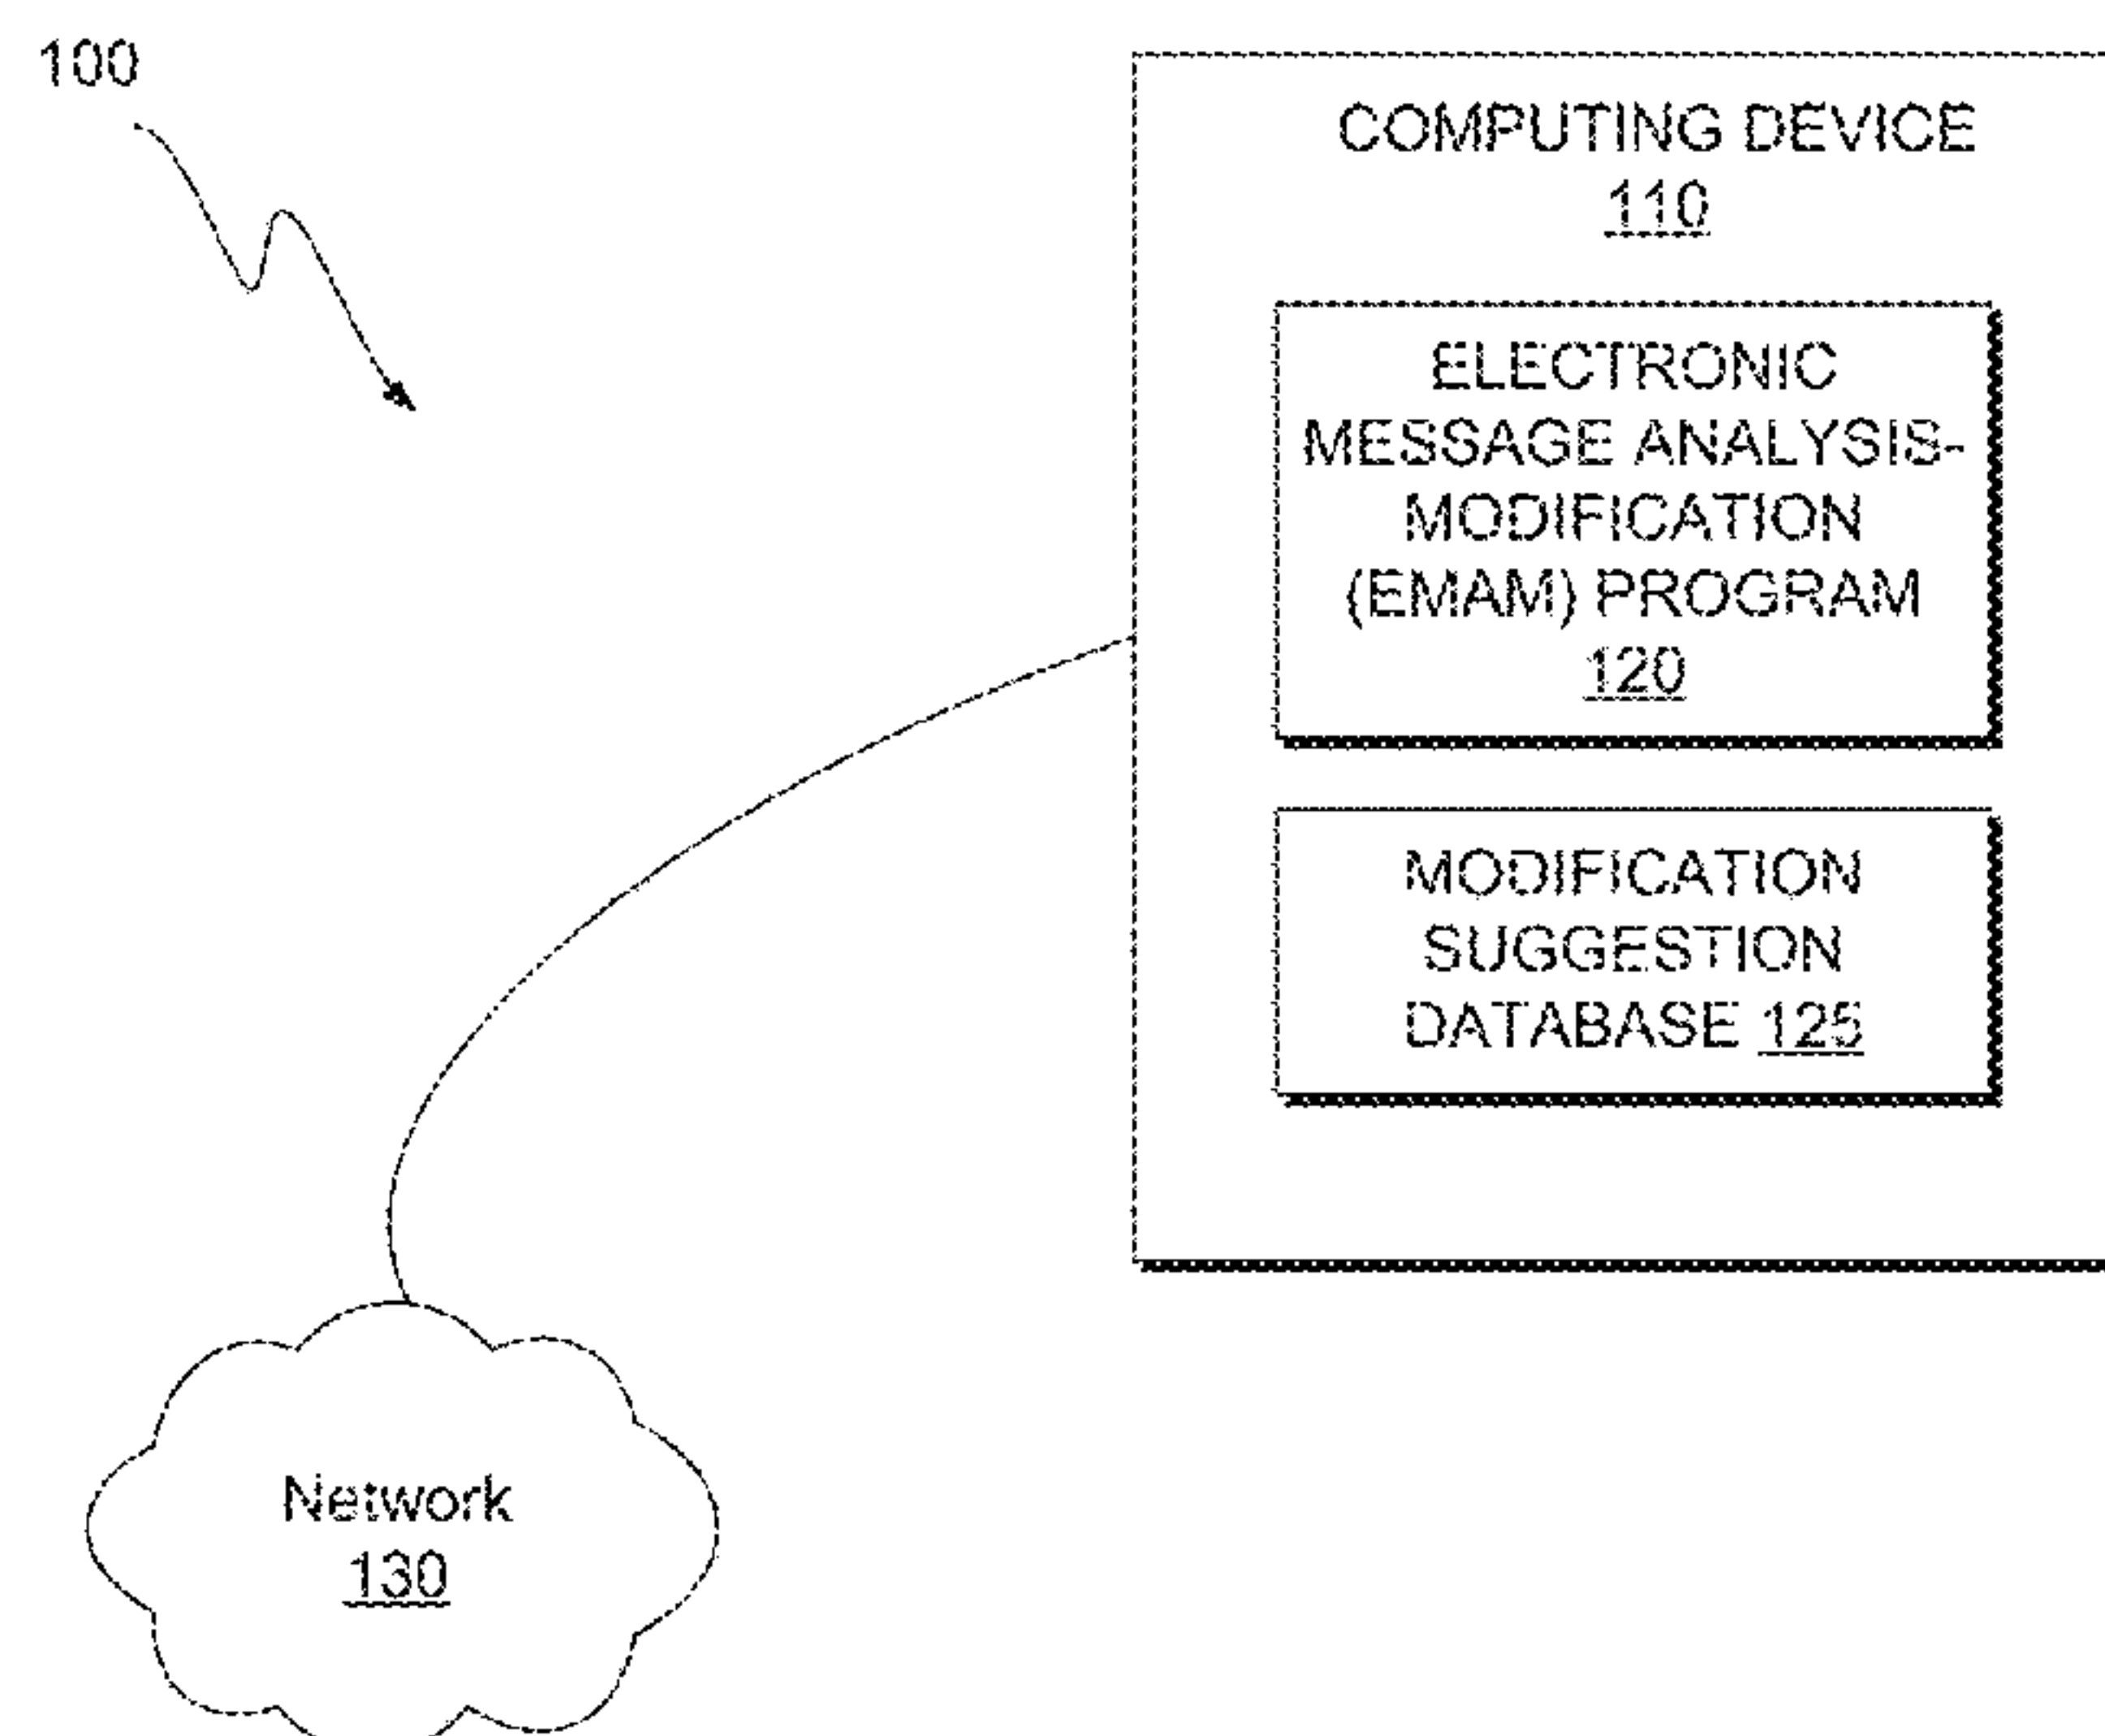 100
COMPUTING DEVICE
110
ELECTRONIC
MESSAGE ANALYSIS-
MODIFICATION
(EMAM) PROGRAM
120
MODIFICATION
SUGGESTION
DATABASE 125
Network
130